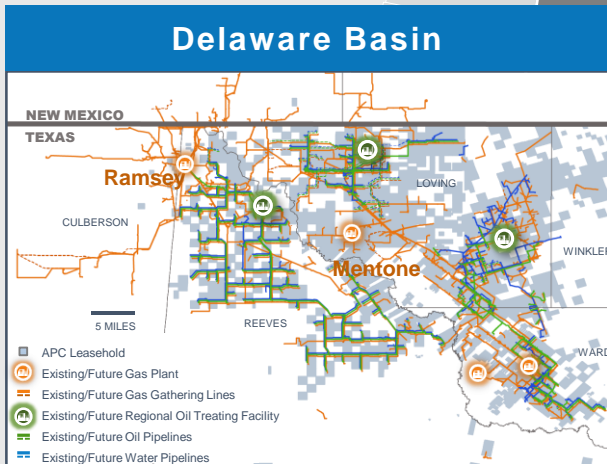 Delaware Basin
NEW MEXICO
TEXAS
Ramsey
LOVING
CULBERSON
WINKLER
Mentone
5 MILES
REEVES
WARD
APC Leasehold
Existing/Future Gas Plant
Existing/Future Gas Gathering Lines
Existing/Future Regional Oil Treating Facility
Existing/Future Oil Pipelines
Existing/Future Water Pipelines